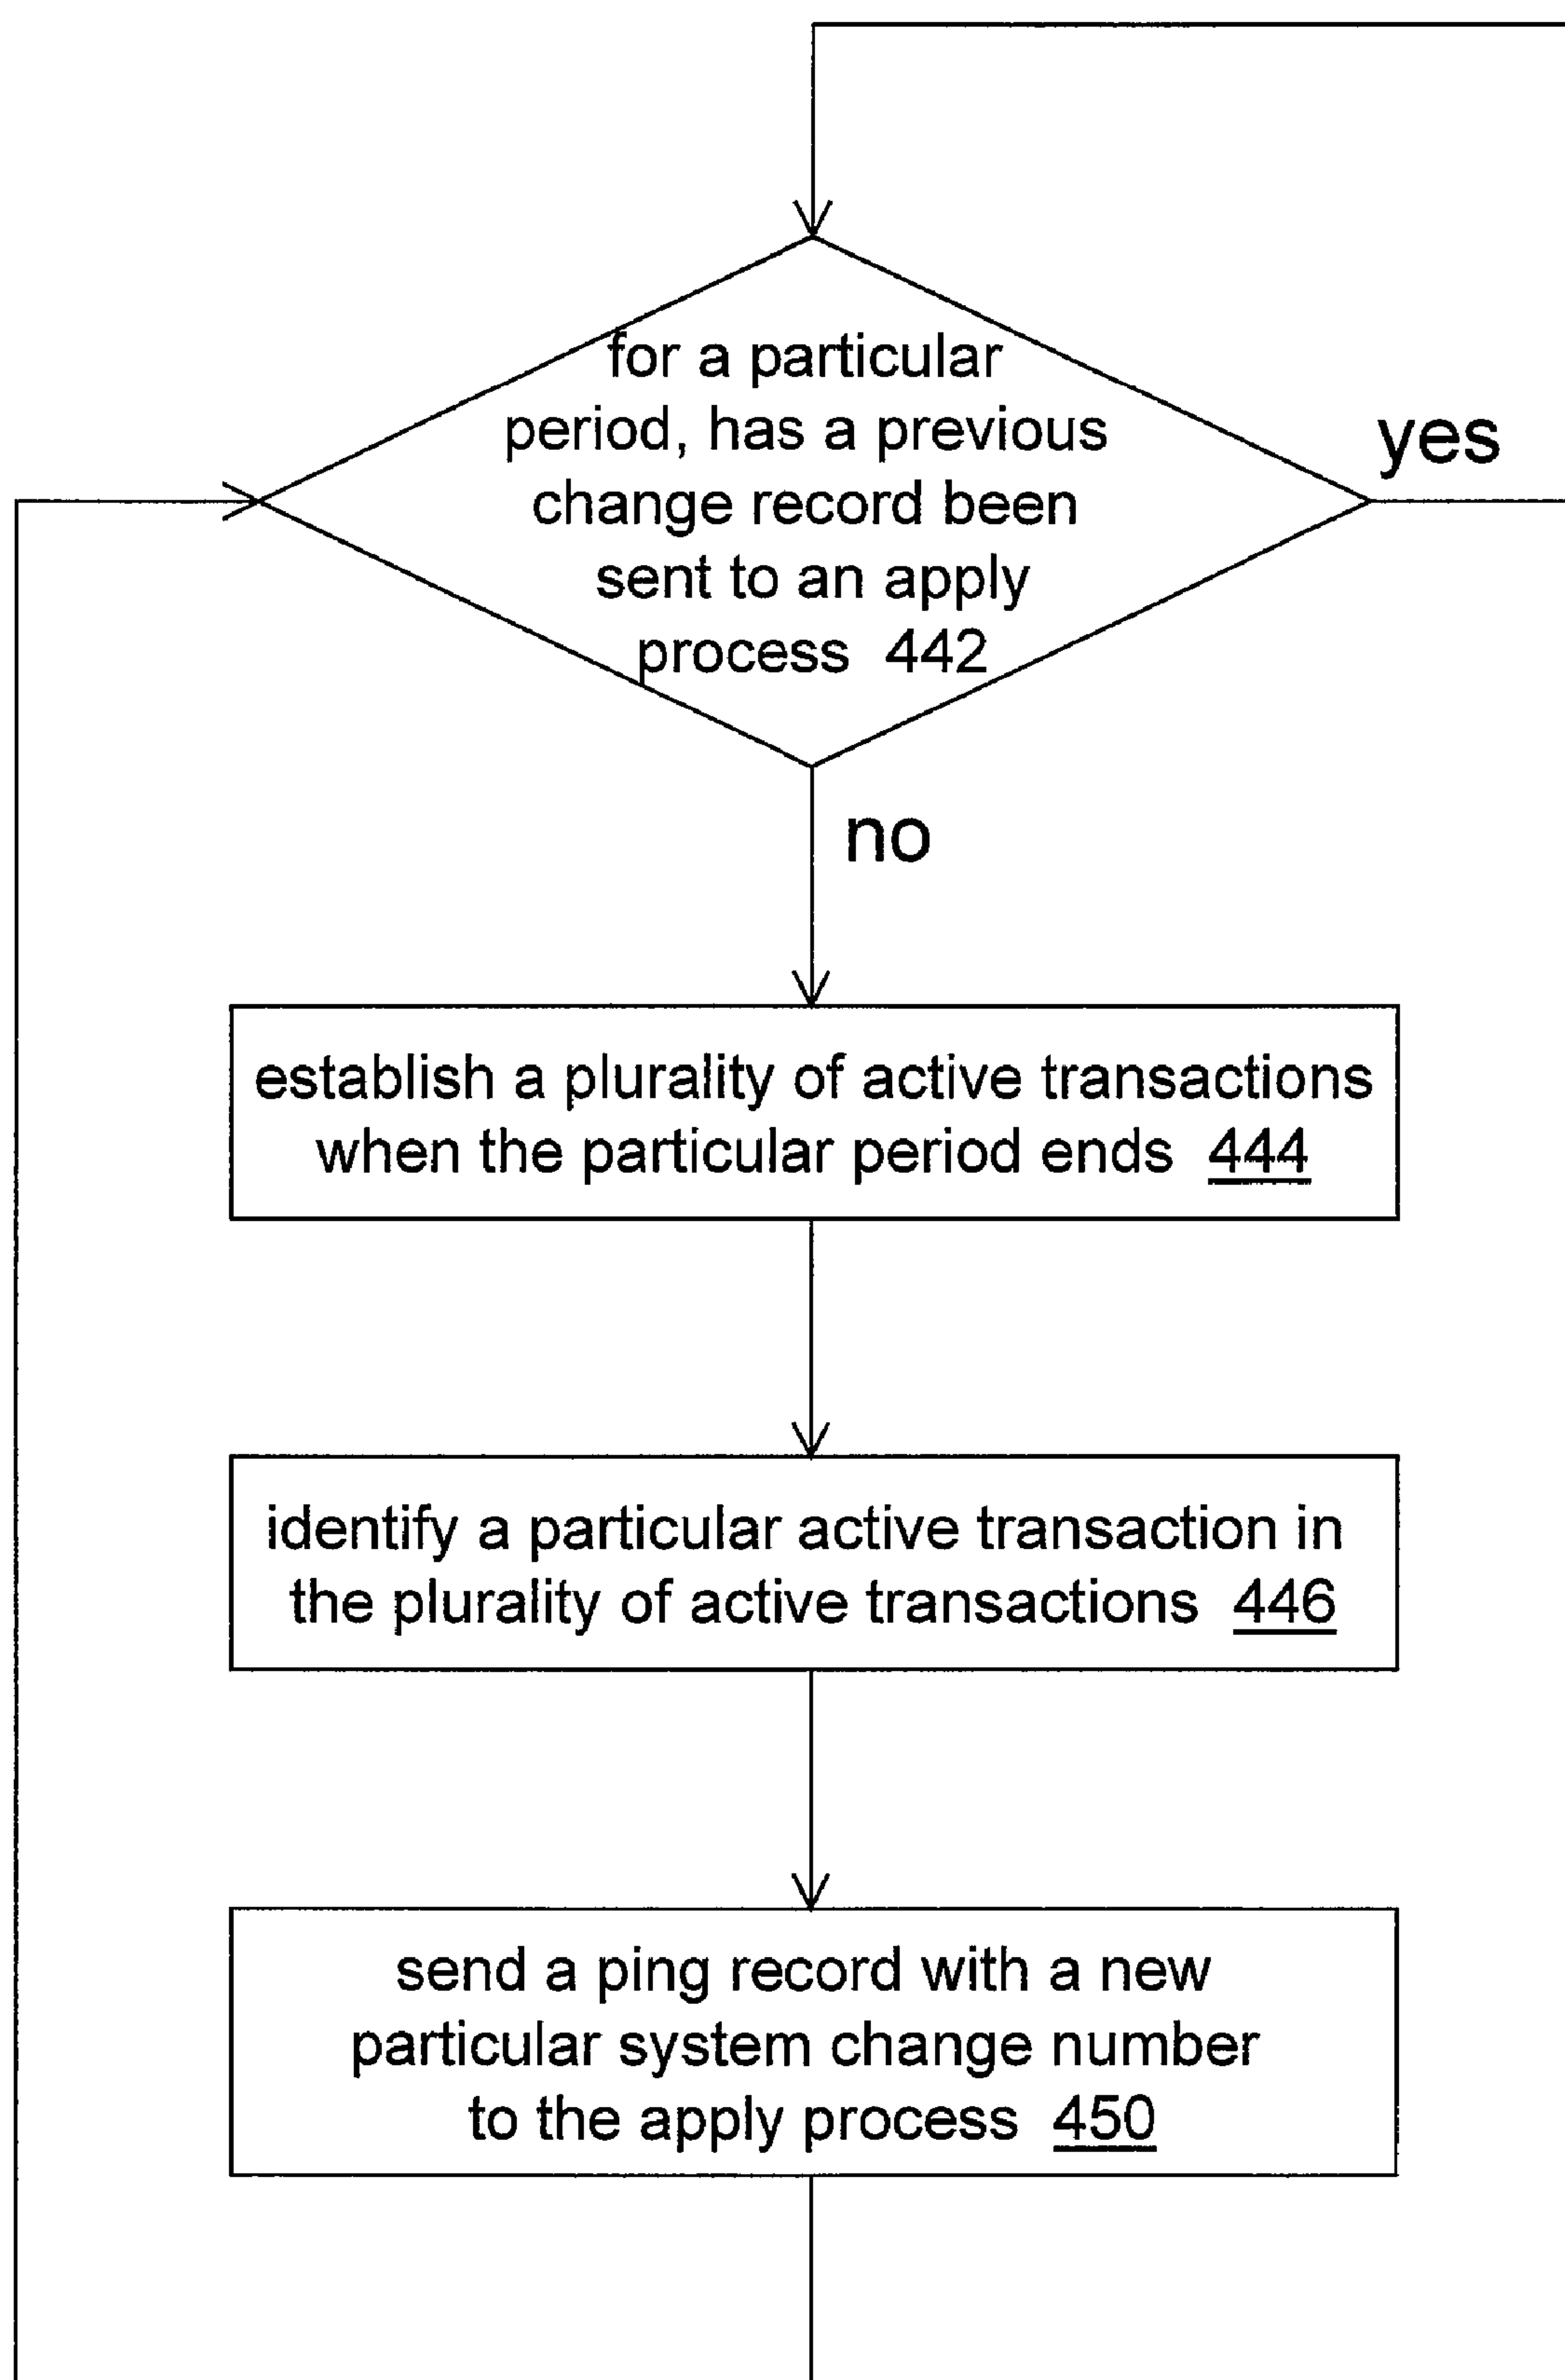 for a particular
period, has a previous
change record been
sent to an apply
process 442
yes
no
establish a plurality of active transactions
when the particular period ends 444
identify a particular active transaction in
the plurality of active transactions 446
send a ping record with a new
particular system change number
to the apply process 450